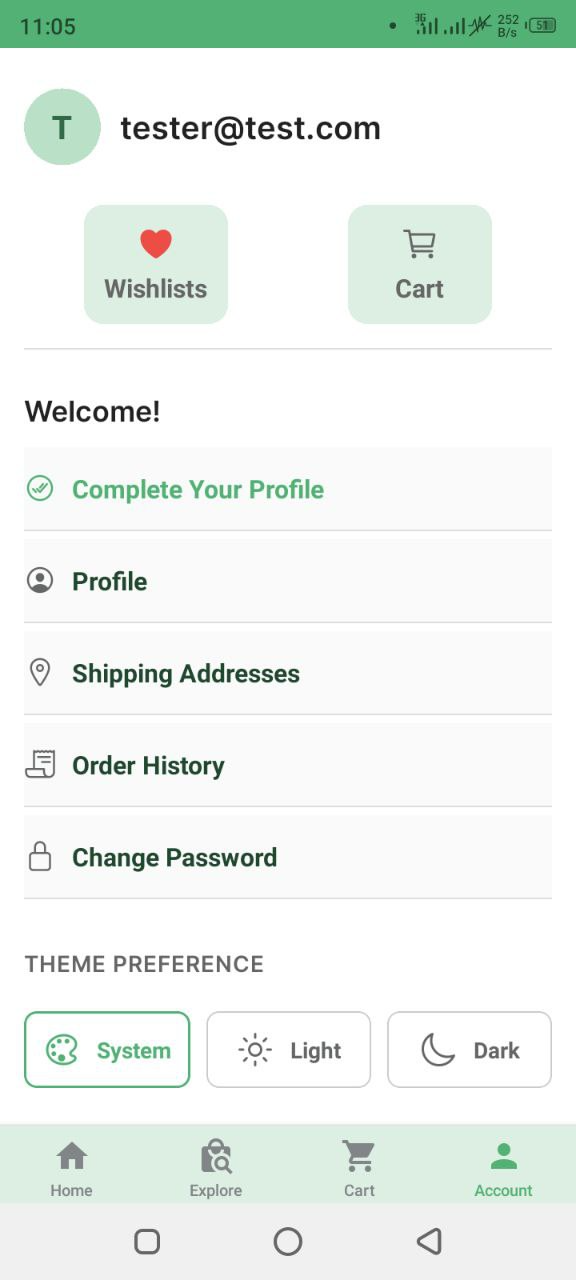 11:05
3G
252
B/s
51
T
tester@test.com
Wishlists
Cart
Welcome!
Complete Your Profile
Profile
Shipping Addresses
Order History
Change Password
THEME PREFERENCE
System
Light
Dark
Home
Explore
Cart
Account